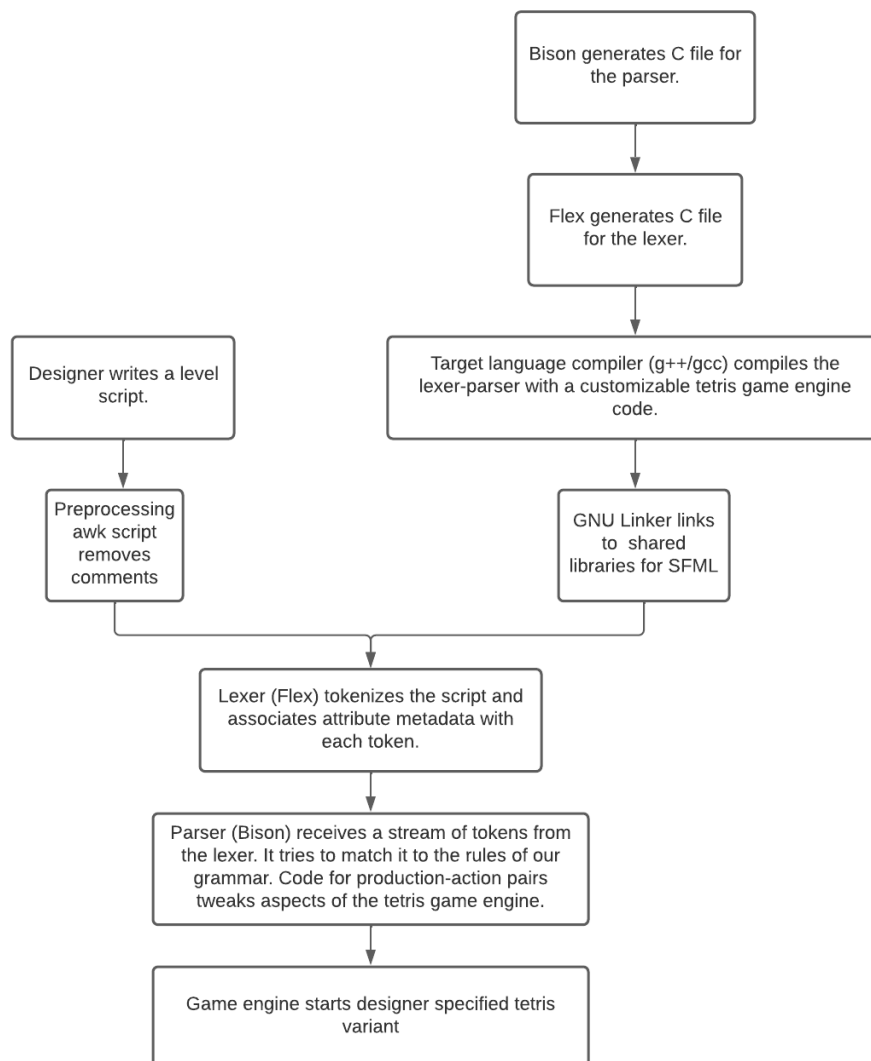 Bison generates C file for
the parser.
Flex generates C file
for the lexer.
Designer writes a level
script.
Target language compiler (g++/gcc) compiles the
lexer-parser with a customizable tetris game engine
code.
Preprocessing
awk script
removes
comments
GNU Linker links
to shared
libraries for SFML
Lexer (Flex) tokenizes the script and
associates attribute metadata with
each token.
Parser (Bison) receives a stream of tokens from
the lexer. It tries to match it to the rules of our
grammar. Code for production-action pairs
tweaks aspects of the tetris game engine.
Game engine starts designer specified tetris
variant